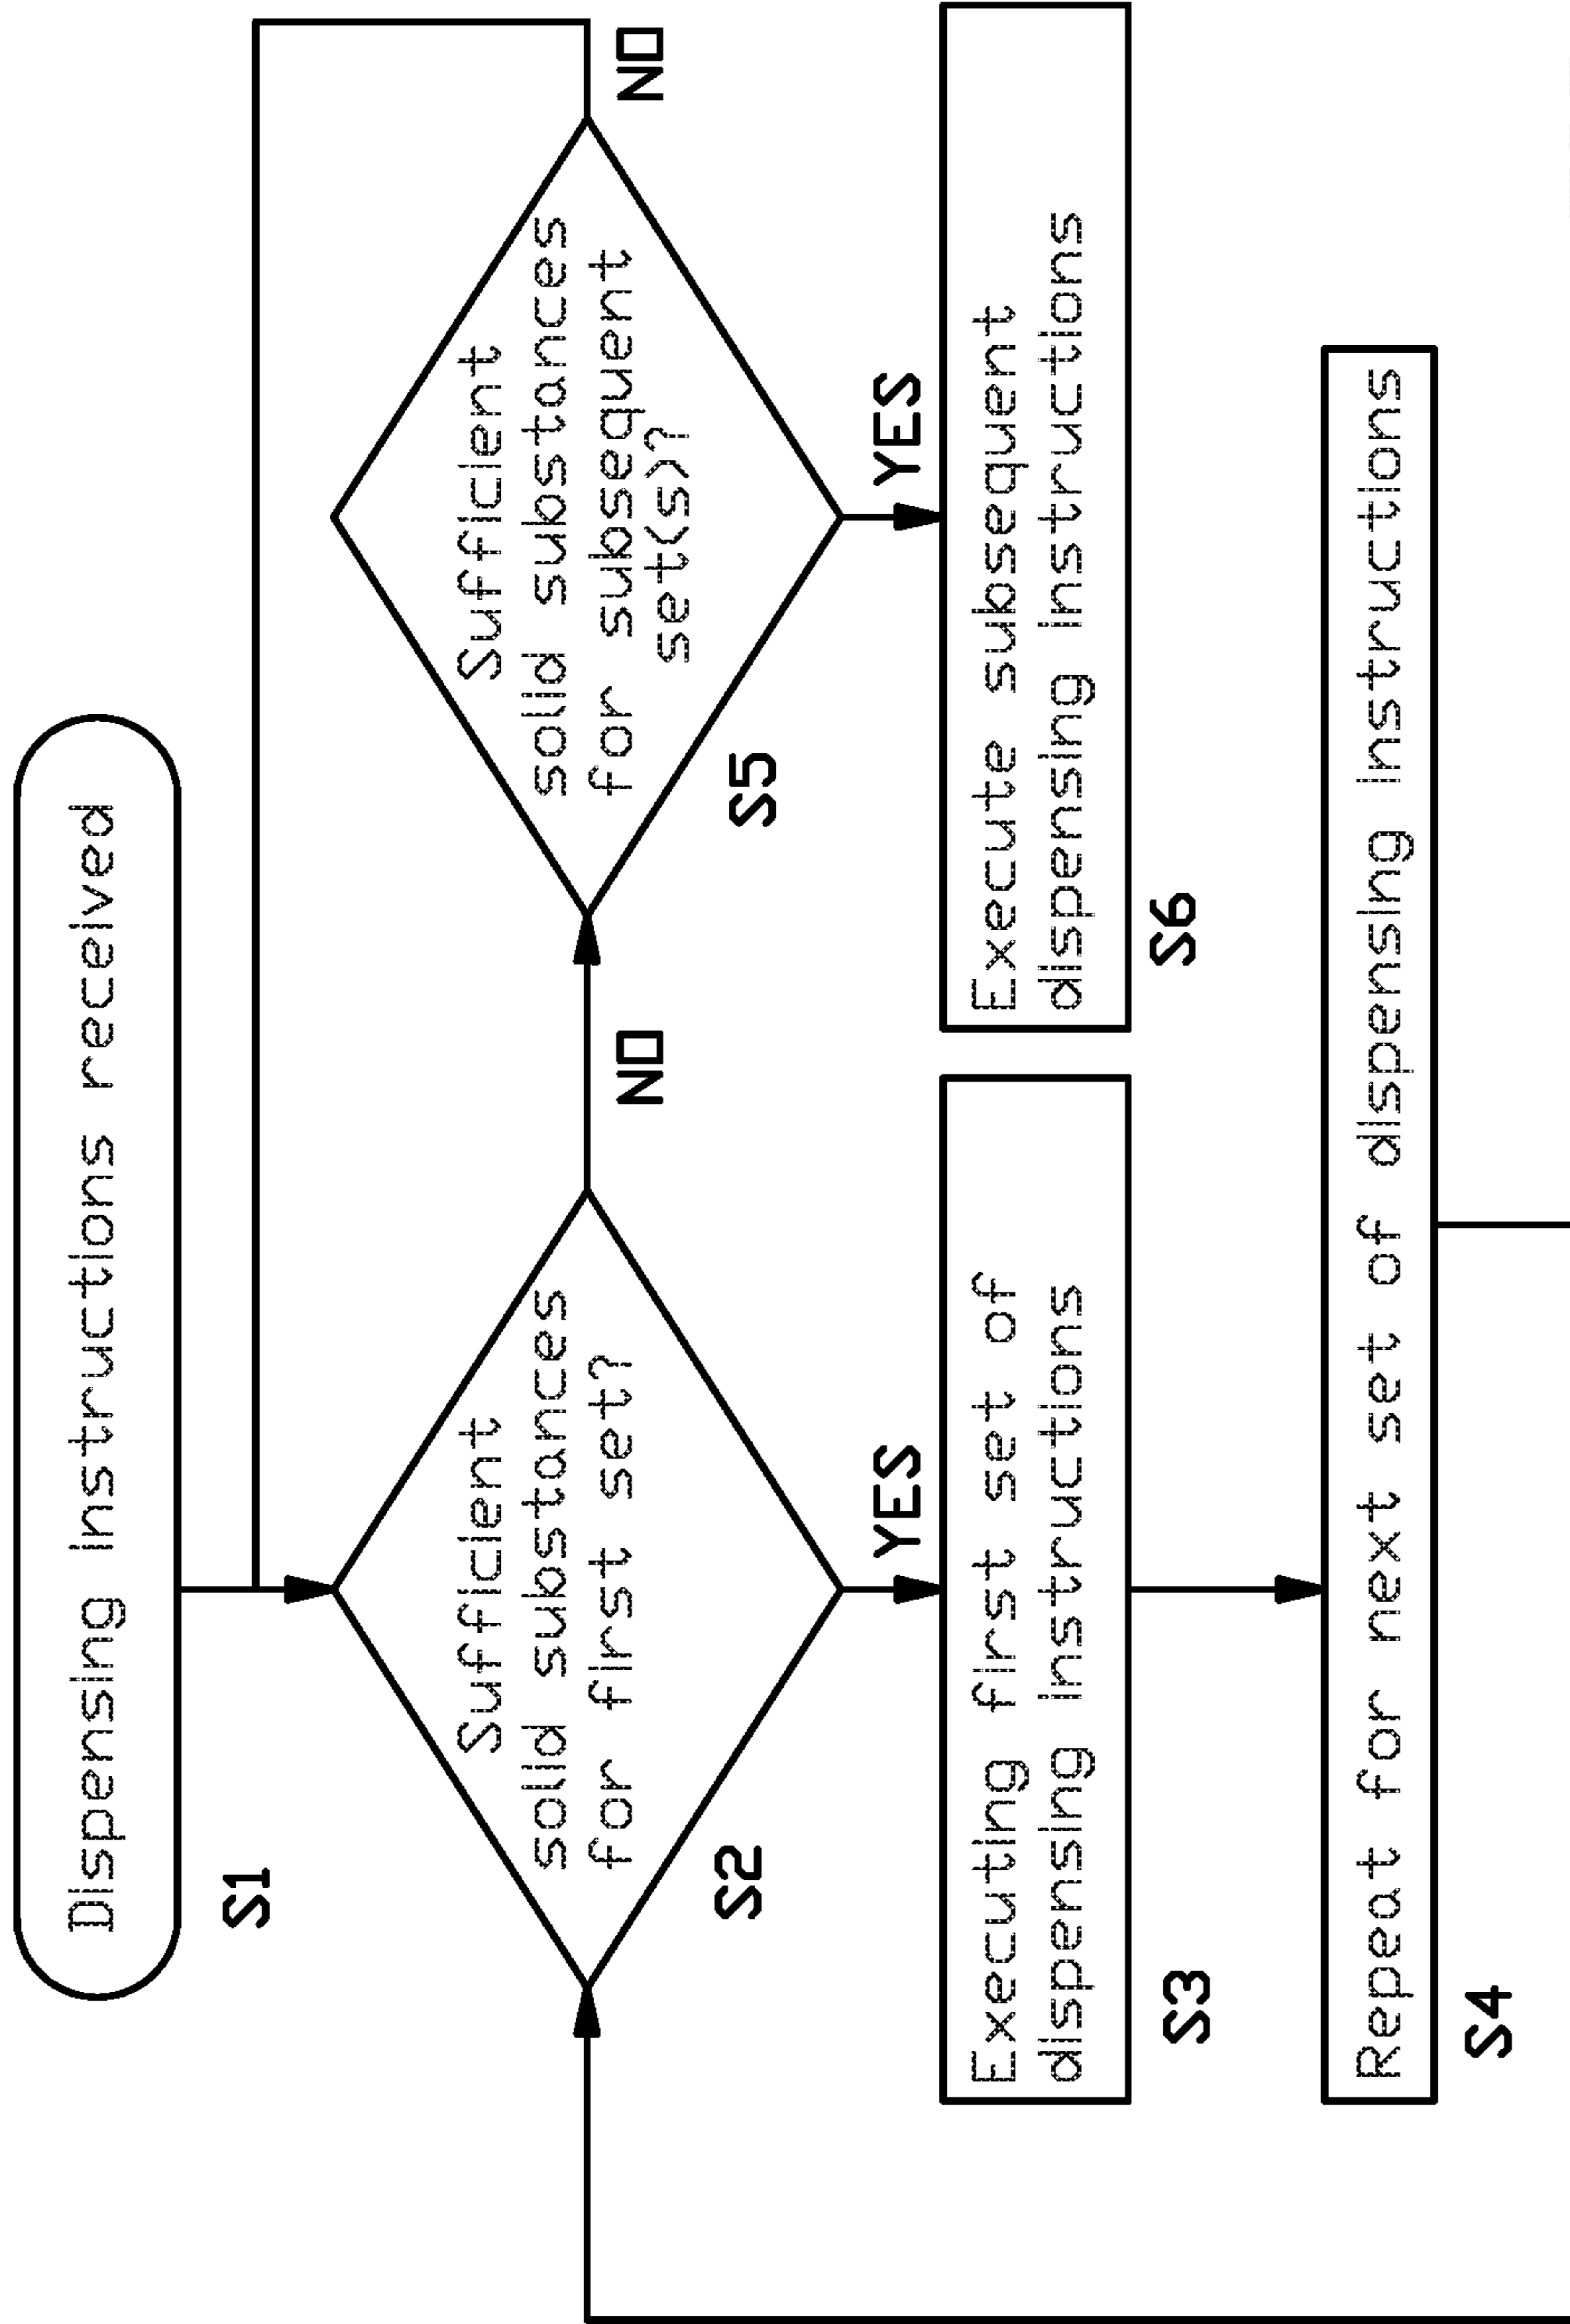 Dispensing instructions received
S1
Sufficient
solid substances
for first set?
S2
NO
Sufficient
solid substances
for subsequent
set(s)?
S5
NO
YES
YES
Executing first set of
dispensing instructions
S3
Execute subsequent
dispensing instructions
S6
Repeat for next set of dispensing instructions
S4